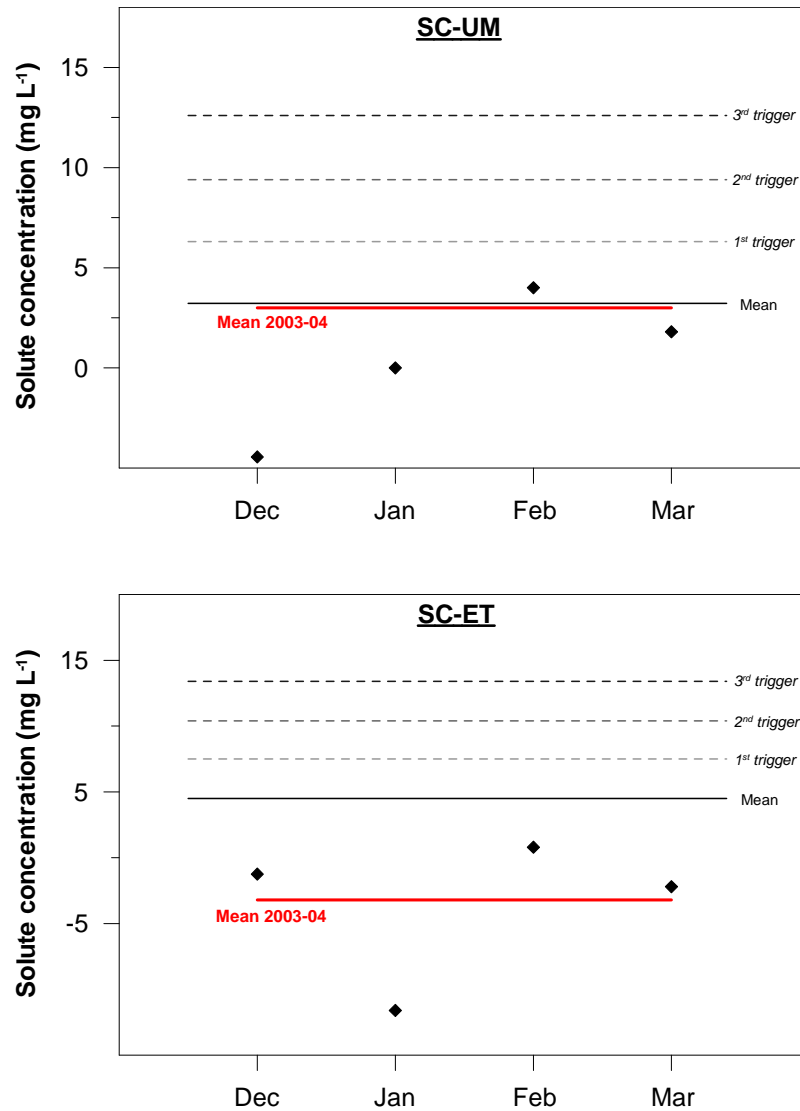 SC-UM
Solute concentration (mg L⁻¹)
15
10
5
0
3rd trigger
2nd trigger
1st trigger
Mean
Mean 2003-04
Dec Jan Feb Mar
SC-ET
Solute concentration (mg L⁻¹)
15
5
-5
3rd trigger
2nd trigger
1st trigger
Mean
Mean 2003-04
Dec Jan Feb Mar